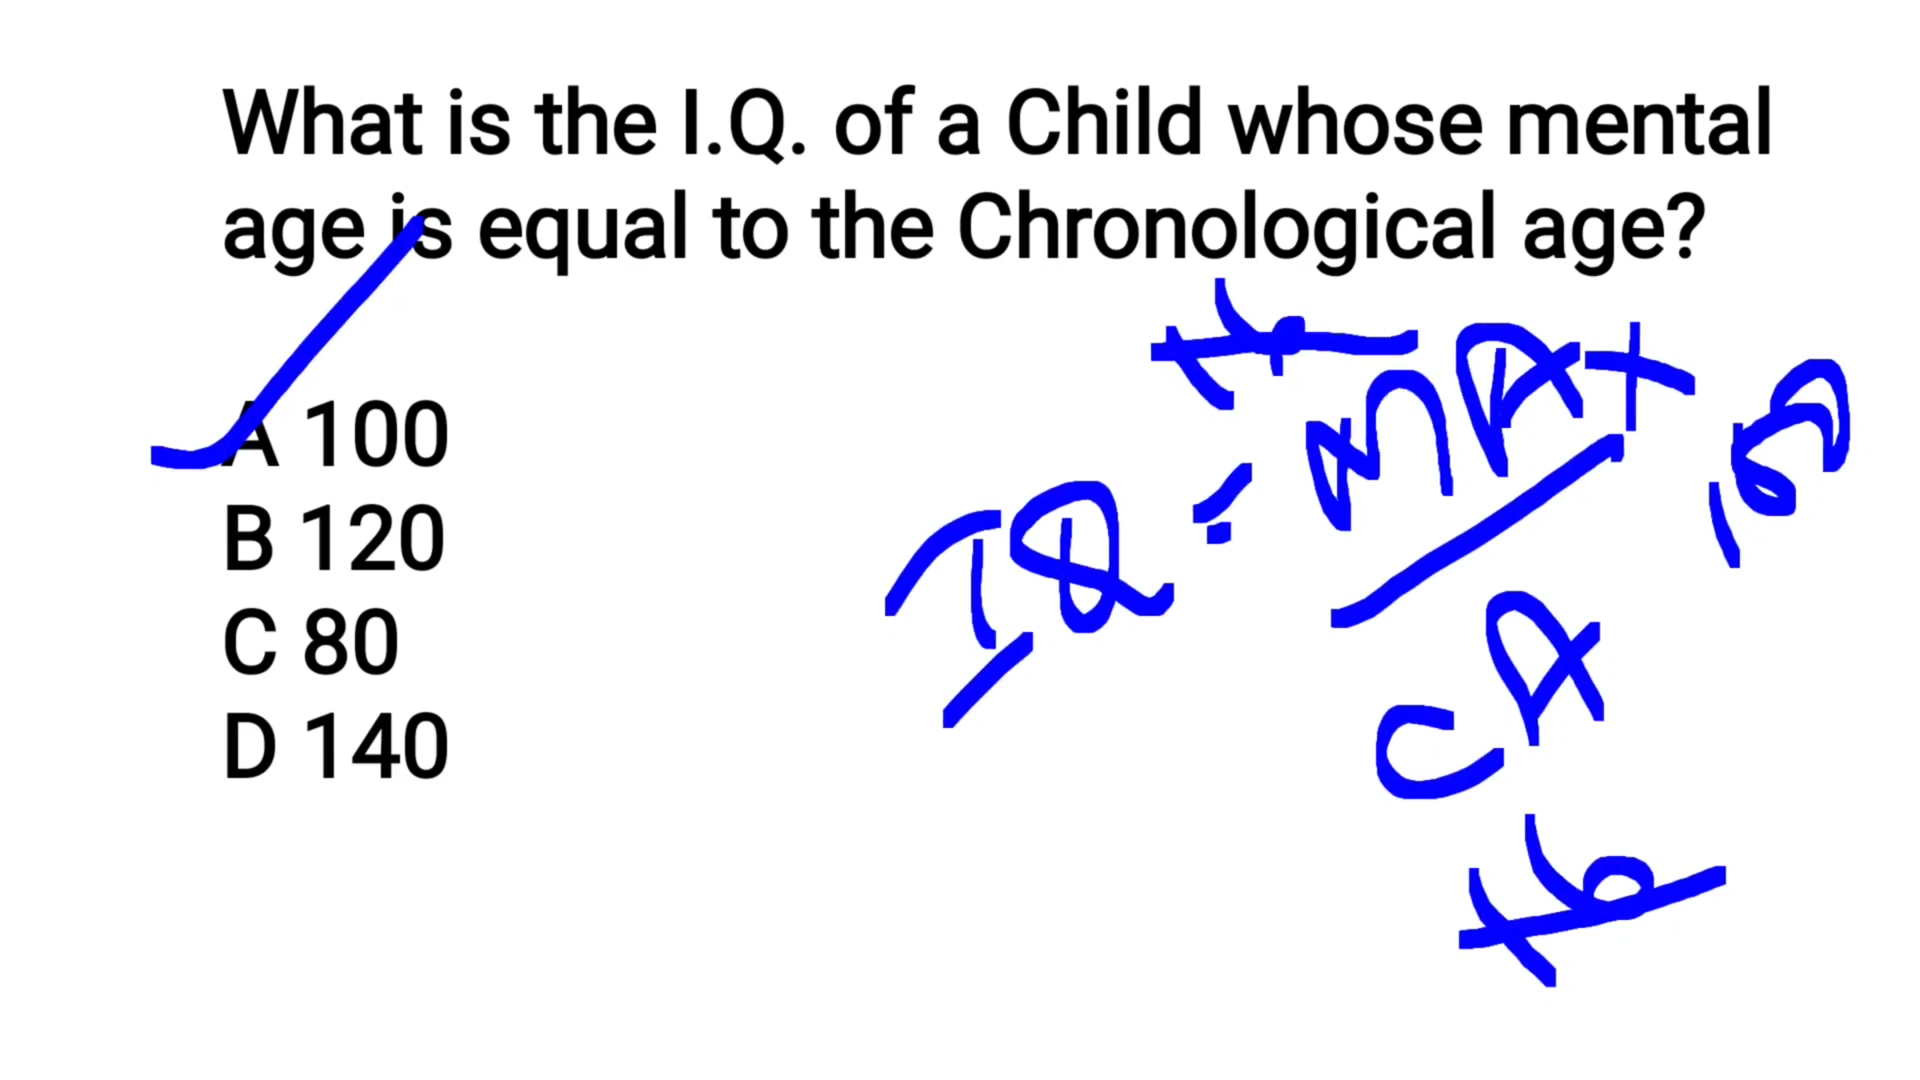 What is the I.Q. of a Child whose mental
age is equal to the Chronological age?
A 100
B 120
C 80
D 140
IQ = MA × 100
CA